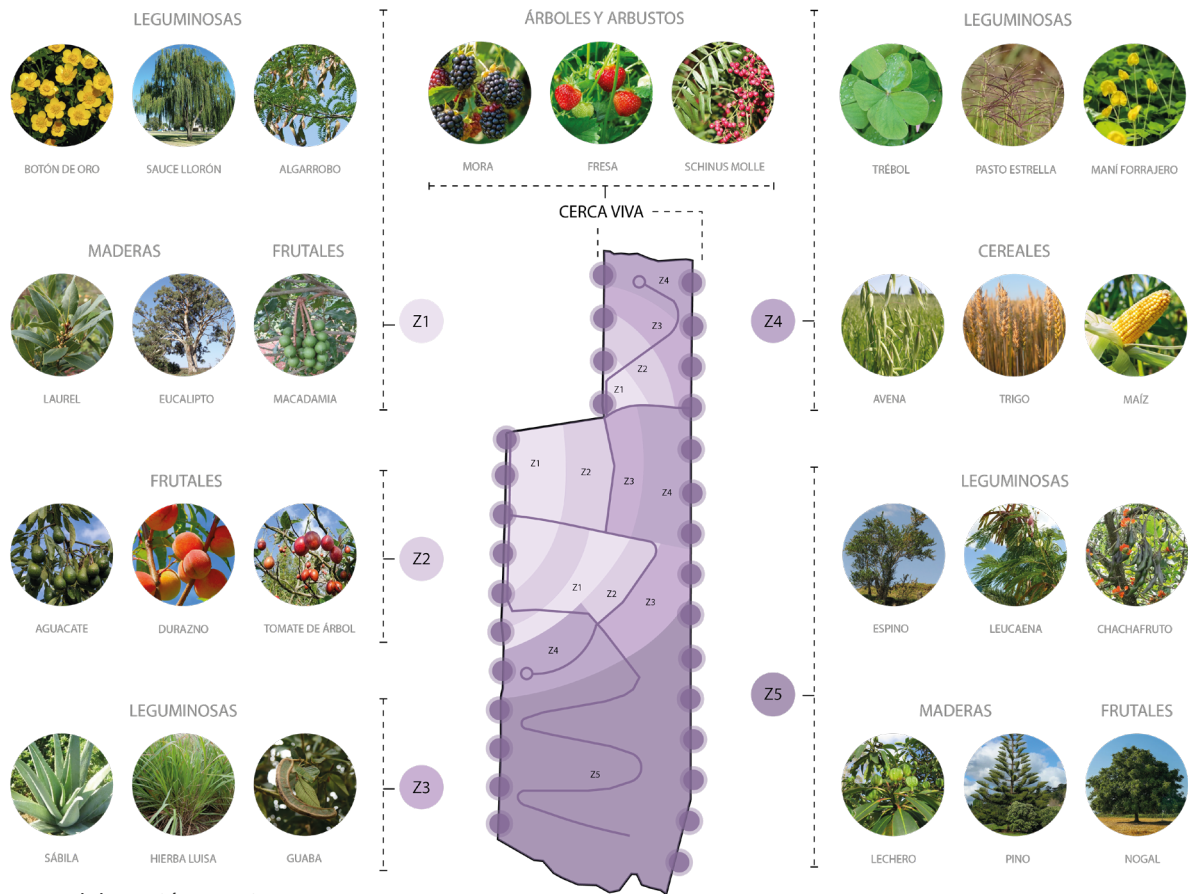 LEGUMINOSAS
BOTÓN DE ORO
SAUCE LLORÓN
ALGARROBO
MADERAS
FRUTALES
LAUREL
EUCALIPTO
MACADAMIA
Z1
FRUTALES
AGUACATE
DURAZNO
TOMATE DE ÁRBOL
Z2
LEGUMINOSAS
SÁBILA
HIERBA LUISA
GUABA
Z3
ÁRBOLES Y ARBUSTOS
MORA
FRESA
SCHINUS MOLLE
CERCA VIVA
Z4
Z3
Z2
Z1
Z1
Z2
Z3
Z4
Z1
Z2
Z3
Z4
Z5
LEGUMINOSAS
TRÉBOL
PASTO ESTRELLA
MANÍ FORRAJERO
CEREALES
Z4
AVENA
TRIGO
MAÍZ
LEGUMINOSAS
ESPINO
LEUCAENA
CHACHAFRUTO
Z5
MADERAS
FRUTALES
LECHERO
PINO
NOGAL